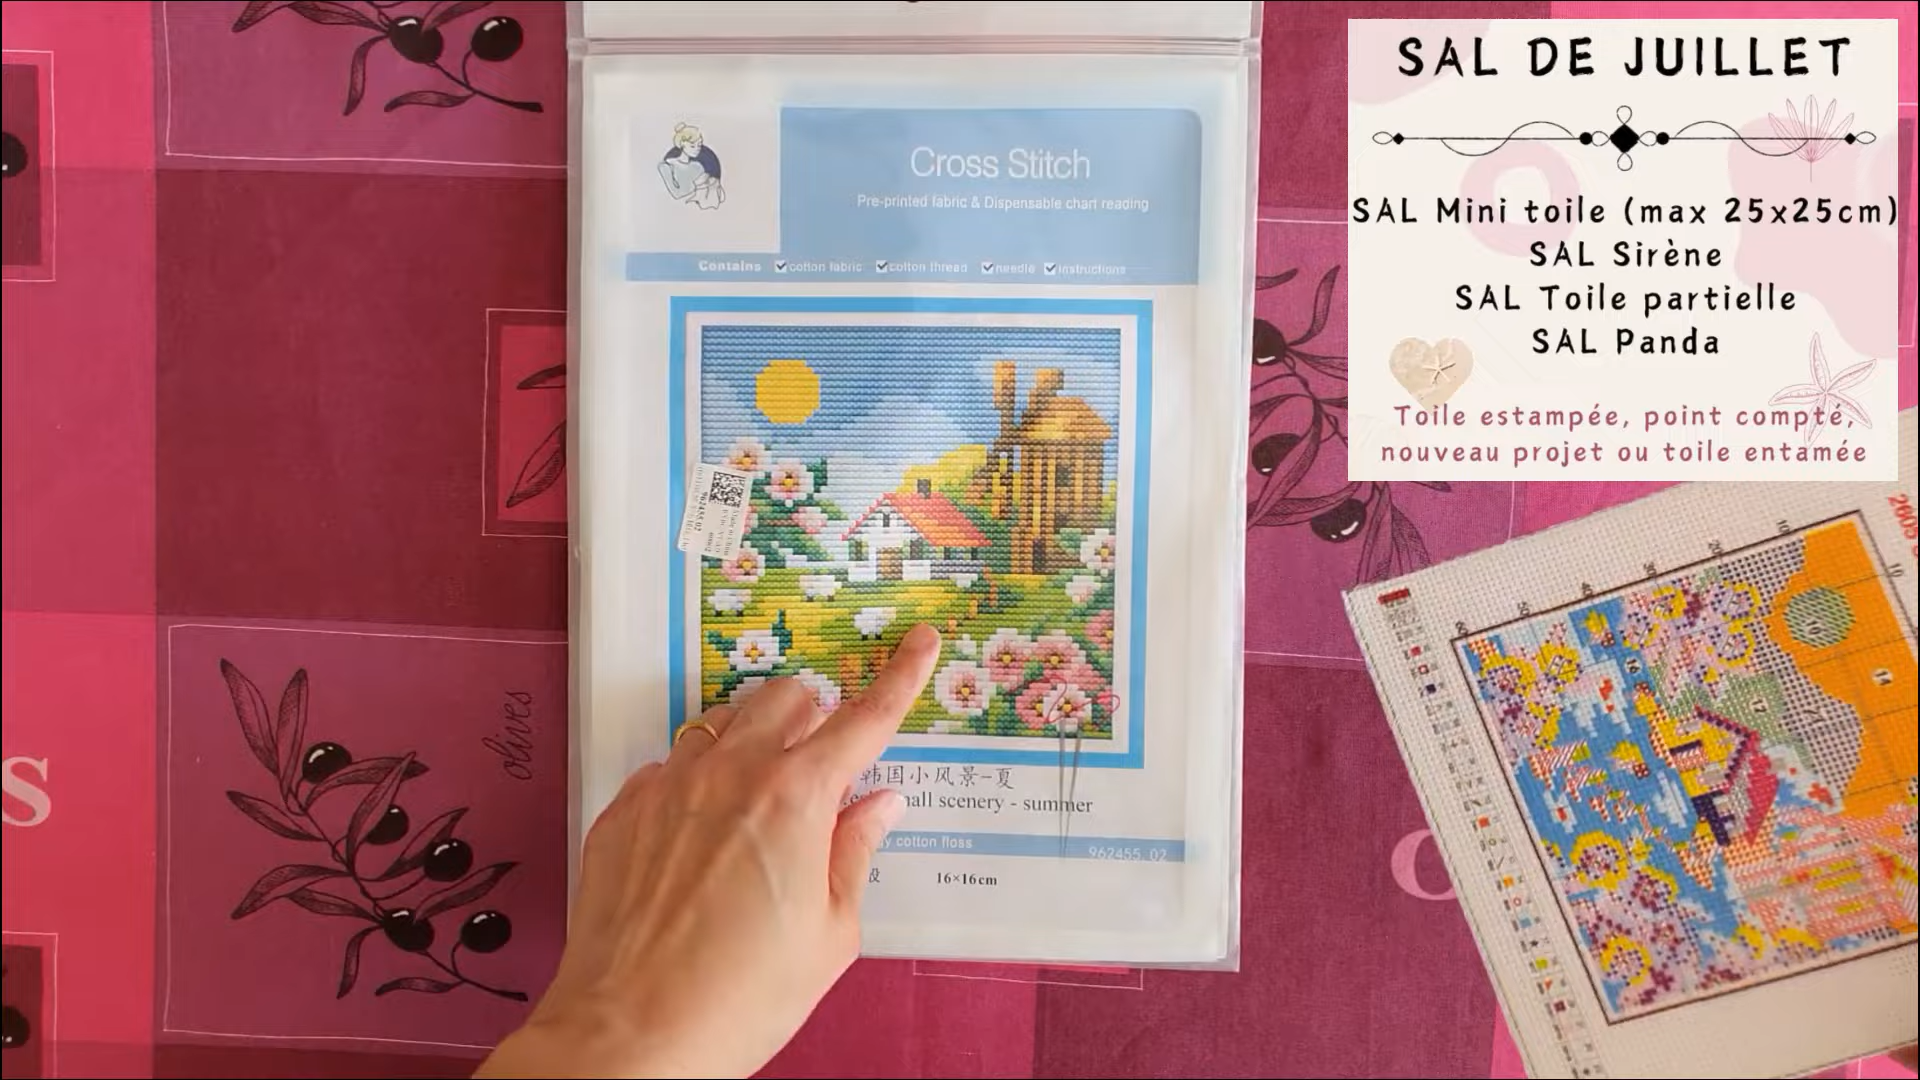 SAL DE JUILLET
SAL Mini toile (max 25x25cm)
SAL Sirène
SAL Toile partielle
SAL Panda
Toile estampée, point compté,
nouveau projet ou toile entamée
Cross Stitch
Pre-printed fabric & Dispensable chart reading
Contains cotton fabric cotton thread needle instructions
韩国小风景-夏
scenery - summer
cotton floss
962455.02
16×16cm
olives